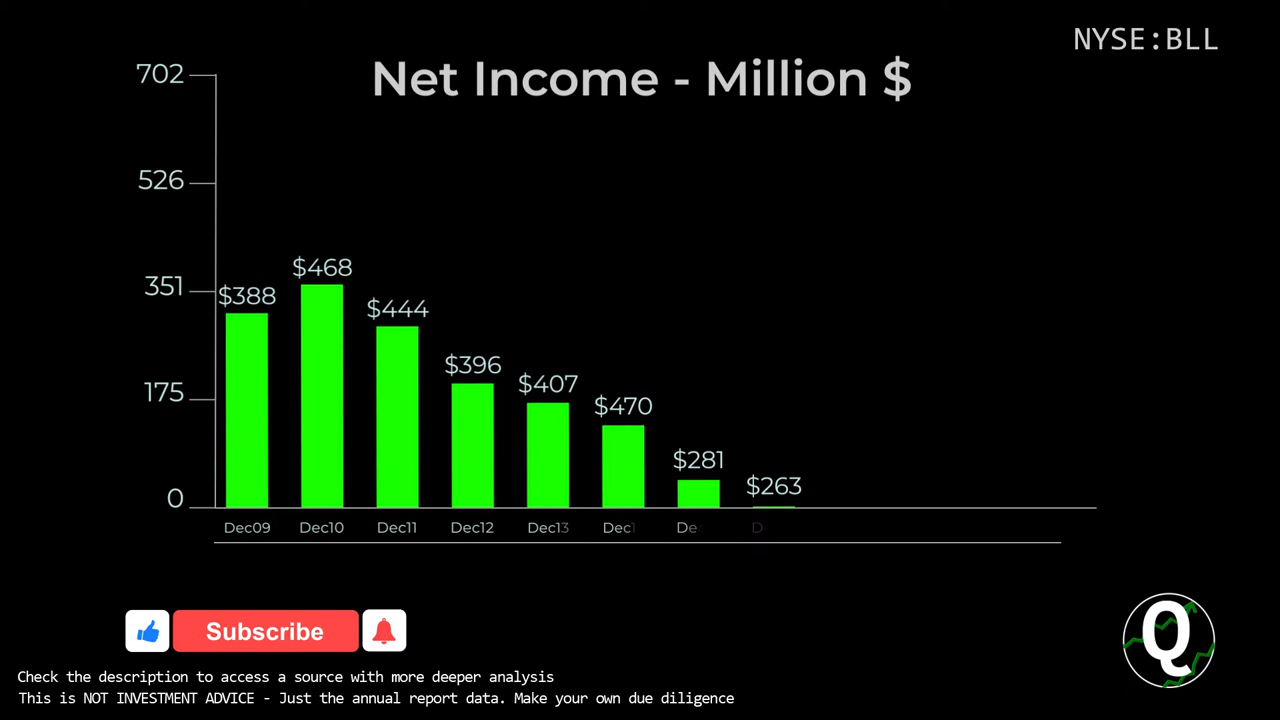 NYSE:BLL
Net Income - Million $
702
526
351
175
0
$388
$468
$444
$396
$407
$470
$281
$263
Dec09 Dec10 Dec11 Dec12 Dec13 Dec1 De D
Subscribe
Q
Check the description to access a source with more deeper analysis
This is NOT INVESTMENT ADVICE - Just the annual report data. Make your own due diligence